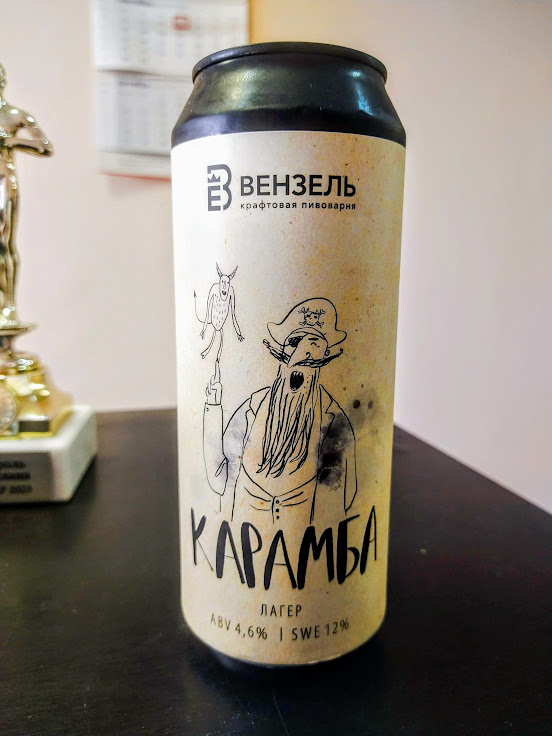 ВЕНЗЕЛЬ
крафтовая пивоварня
КАРАМБА
ЛАГЕР
ABV 4,6% | SWE 12%